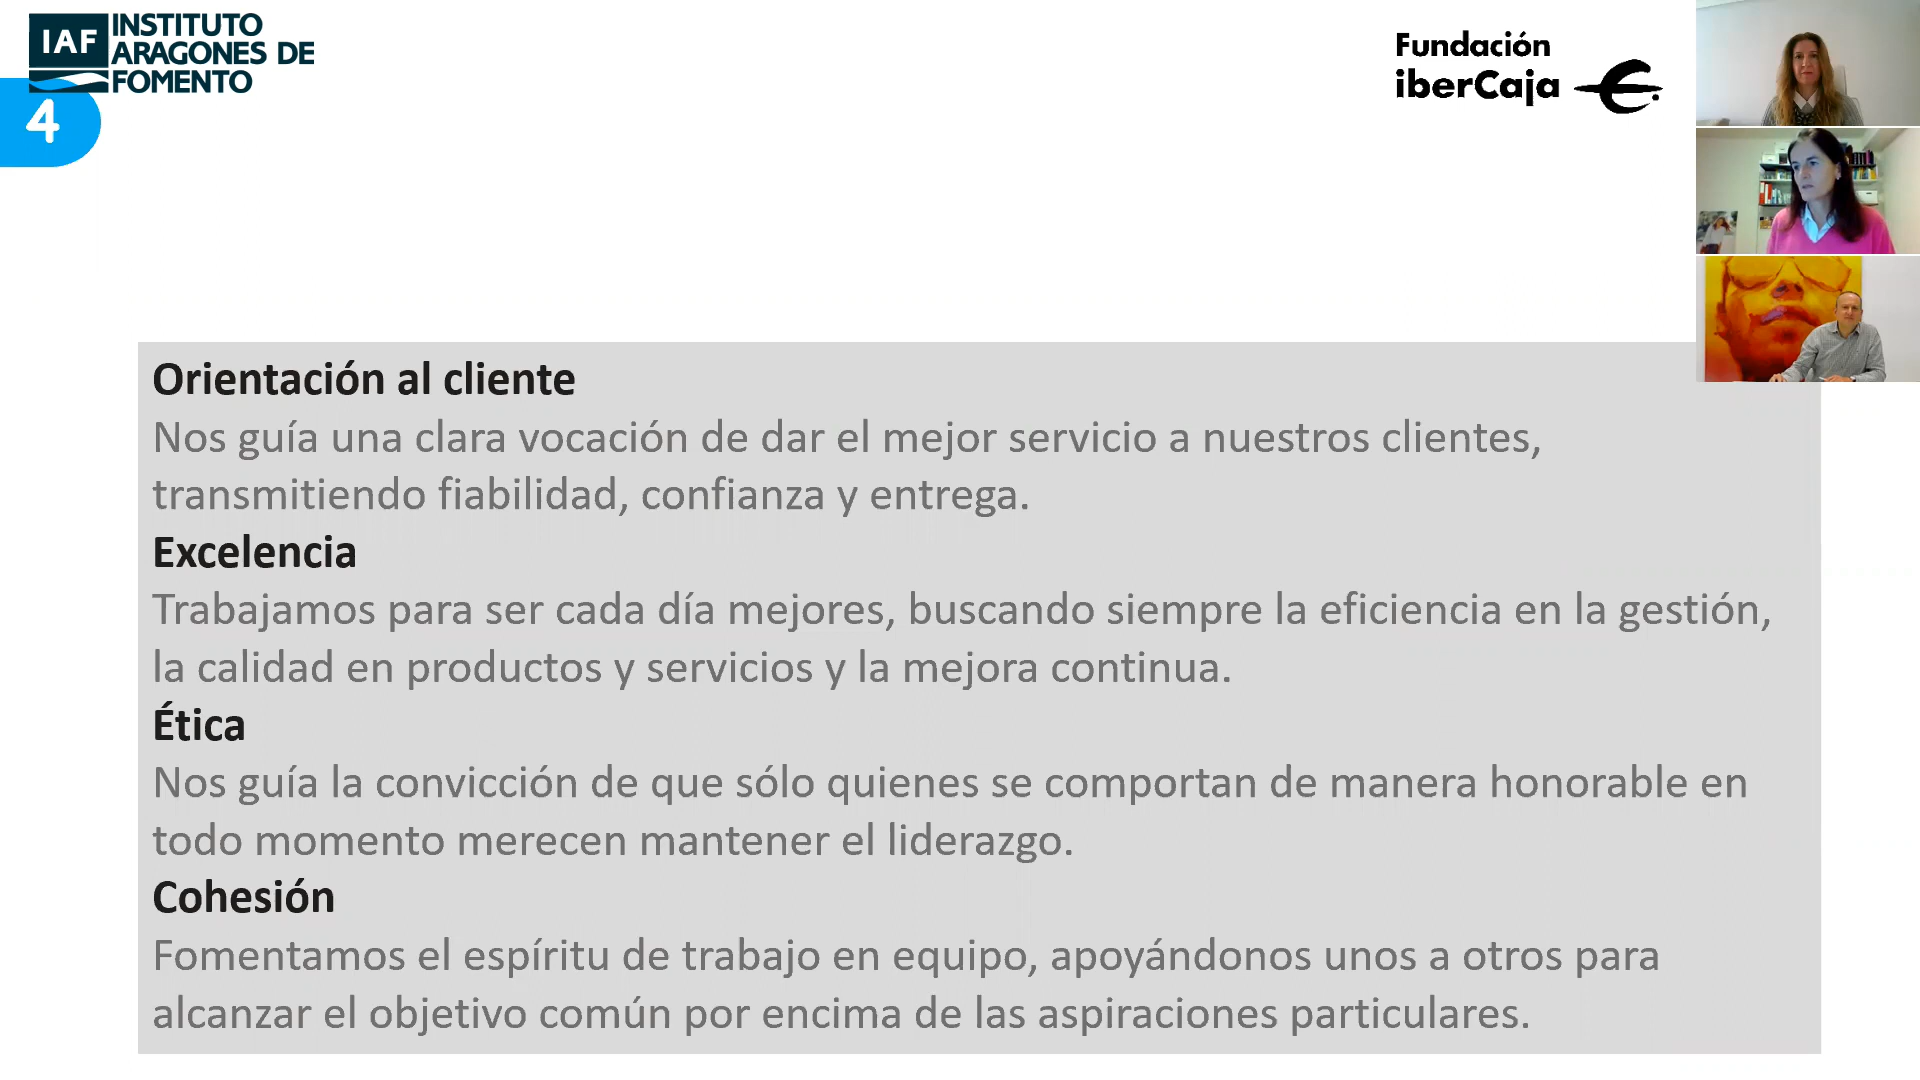 IAF
INSTITUTO
ARAGONES DE
FOMENTO
4
Fundación
iberCaja
Orientación al cliente
Nos guía una clara vocación de dar el mejor servicio a nuestros clientes,
transmitiendo fiabilidad, confianza y entrega.
Excelencia
Trabajamos para ser cada día mejores, buscando siempre la eficiencia en la gestión,
la calidad en productos y servicios y la mejora continua.
Ética
Nos guía la convicción de que sólo quienes se comportan de manera honorable en
todo momento merecen mantener el liderazgo.
Cohesión
Fomentamos el espíritu de trabajo en equipo, apoyándonos unos a otros para
alcanzar el objetivo común por encima de las aspiraciones particulares.